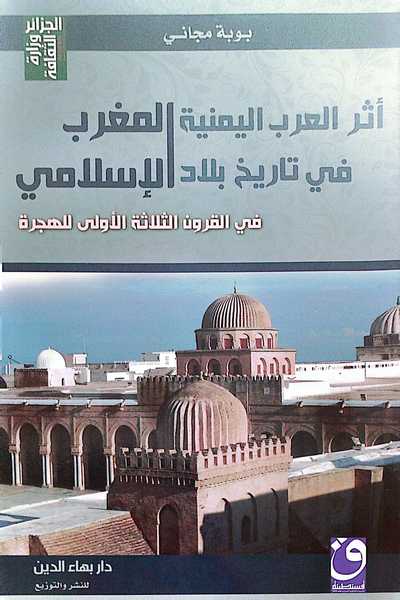 بوبة مجاني
الجزائر
وزارة
الثقافة
أثر العرب اليمنية
في تاريخ بلاد
المغرب
الإسلامي
في القرون الثلاثة الأولى للهجرة
دار بهاء الدين
للنشر والتوزيع
قسنطينة